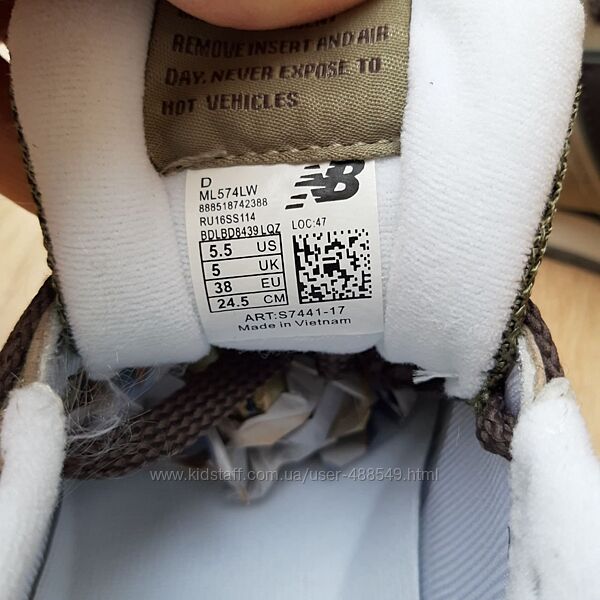 REMOVE INSERT AND AIR
DAY. NEVER EXPOSE TO
HOT VEHICLES
D
ML574LW
888518742388
RU16SS114
BDLBD8439LQZ
NB
LOC:47
5.5 US
5 UK
38 EU
24.5 CM
ART:S7441-17
Made in Vietnam
www.kidstaff.com.ua/user-488549.html